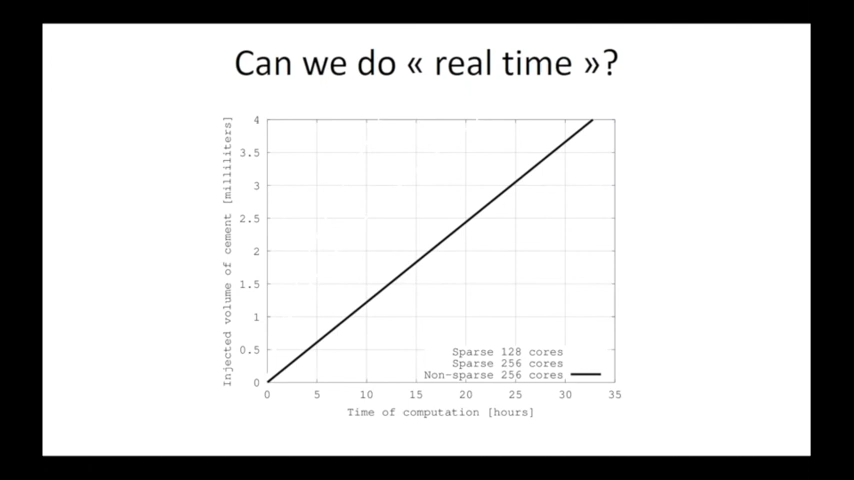 Can we do « real time »?
Injected volume of cement [milliliters]
4
3.5
3
2.5
2
1.5
1
0.5
0
Sparse 128 cores
Sparse 256 cores
Non-sparse 256 cores
0 5 10 15 20 25 30 35
Time of computation [hours]